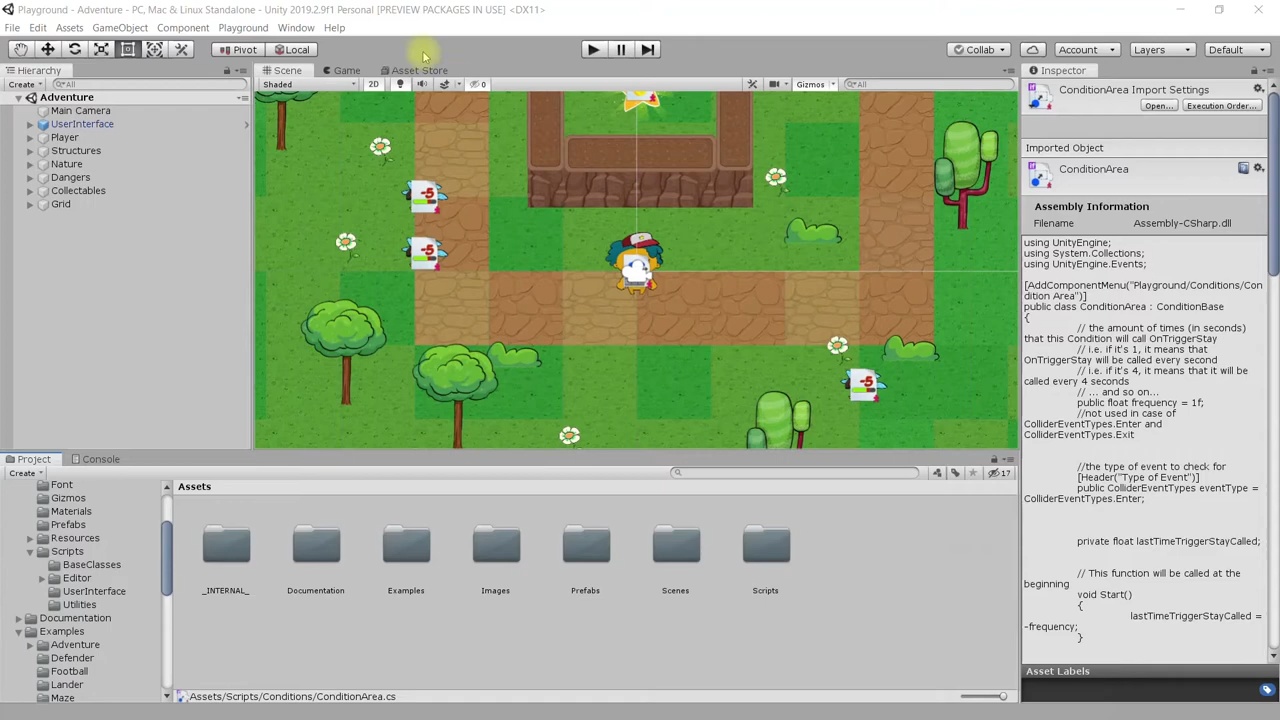 Playground - Adventure - PC, Mac & Linux Standalone - Unity 2019.2.9f1 Personal [PREVIEW PACKAGES IN USE] <DX11>
File Edit Assets GameObject Component Playground Window Help
Pivot Local Collab Account Layers Default
Hierarchy
Create All
Adventure
Main Camera
UserInterface
Player
Structures
Nature
Dangers
Collectables
Grid
Scene Game Asset Store
Shaded 2D 0 Gizmos All
-5
-5
-5
Inspector
ConditionArea Import Settings
Open... Execution Order...
Imported Object
ConditionArea
Assembly Information
Filename Assembly-CSharp.dll
using UnityEngine;
using System.Collections;
using UnityEngine.Events;
[AddComponentMenu("Playground/Conditions/Con
dition Area")]
public class ConditionArea : ConditionBase
{
// the amount of times (in seconds)
that this Condition will call OnTriggerStay
// i.e. if it's 1, it means that
OnTriggerStay will be called every second
// i.e. if it's 4, it means that it will be
called every 4 seconds
// ... and so on...
public float frequency = 1f;
//not used in case of
ColliderEventTypes.Enter and
ColliderEventTypes.Exit
//the type of event to check for
[Header("Type of Event")]
public ColliderEventTypes eventType =
ColliderEventTypes.Enter;
private float lastTimeTriggerStayCalled;
// This function will be called at the
beginning
void Start()
{
lastTimeTriggerStayCalled =
-frequency;
}
Asset Labels
Project Console
Create 17
Font
Gizmos
Materials
Prefabs
Resources
Scripts
BaseClasses
Editor
UserInterface
Utilities
Documentation
Examples
Adventure
Defender
Football
Lander
Maze
Assets
_INTERNAL_ Documentation Examples Images Prefabs Scenes Scripts
Assets/Scripts/Conditions/ConditionArea.cs